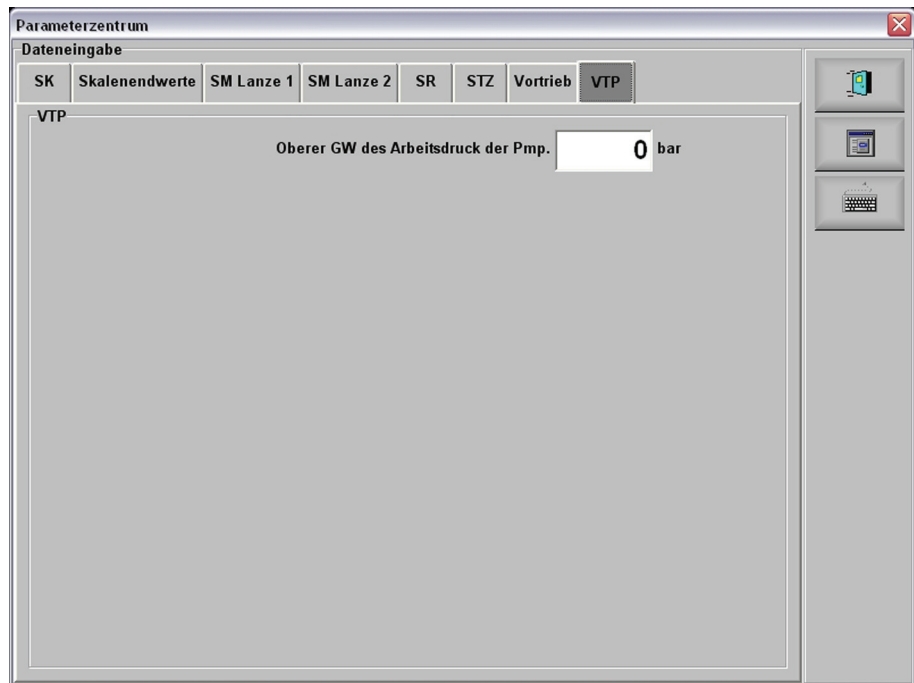 Parameterzentrum
Dateneingabe
SK Skalenendwerte SM Lanze 1 SM Lanze 2 SR STZ Vortrieb VTP
VTP
Oberer GW des Arbeitsdruck der Pmp. 0 bar